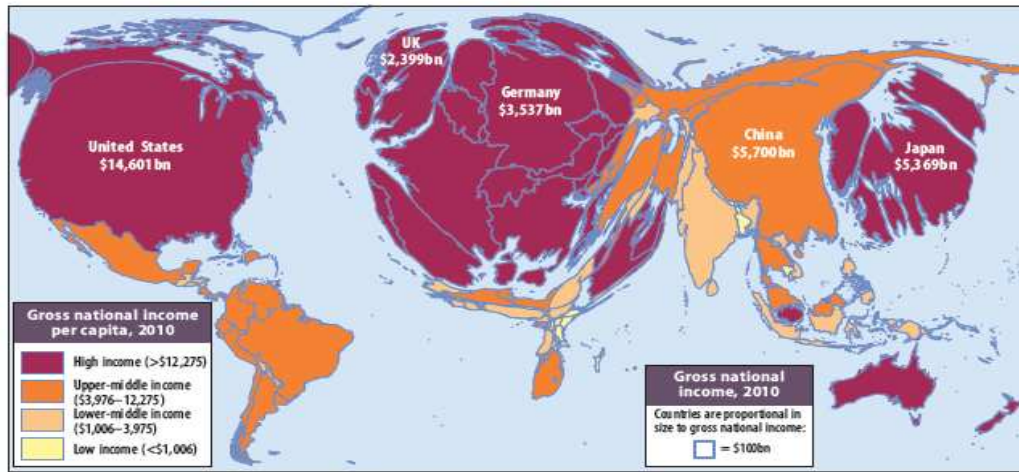 UK
$2,399bn
Germany
$3,537bn
United States
$14,601bn
China
$5,700bn
Japan
$5,369bn
Gross national income
per capita, 2010
High income (>$12,275)
Upper-middle income
($3,976–12,275)
Lower-middle income
($1,006–3,975)
Low income (<$1,006)
Gross national
income, 2010
Countries are proportional in
size to gross national income:
= $100bn